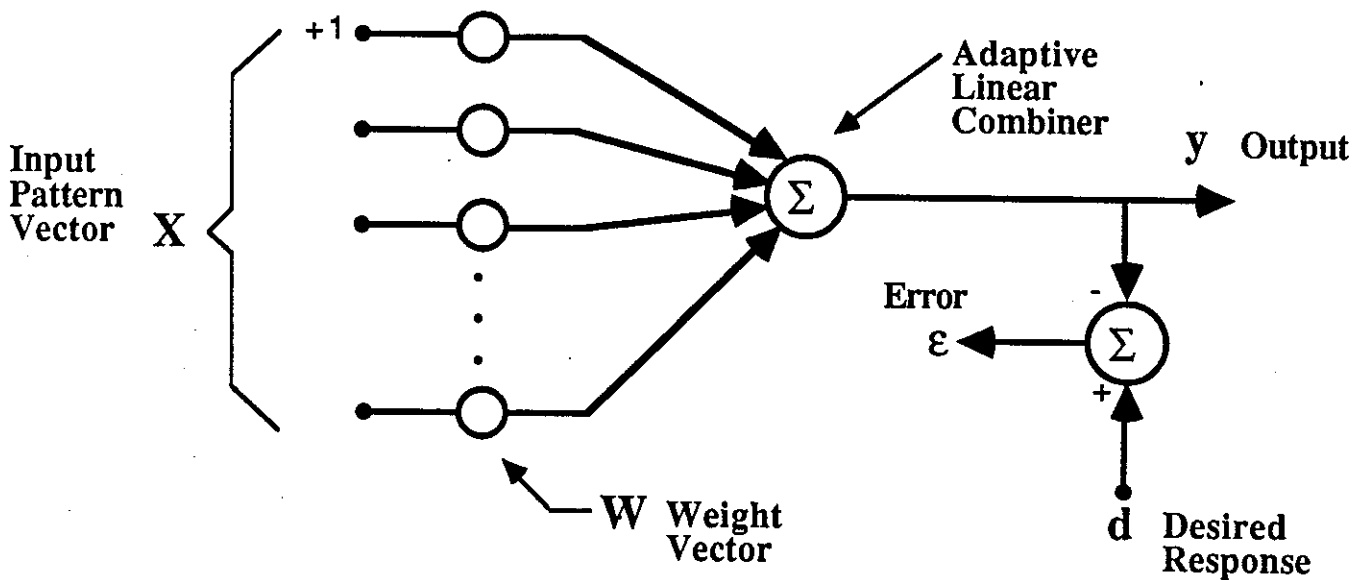 +1
Adaptive
Linear
Combiner
Input
Pattern
Vector
X
Σ
y Output
-
Error
ε
Σ
+
W Weight
Vector
d Desired
Response